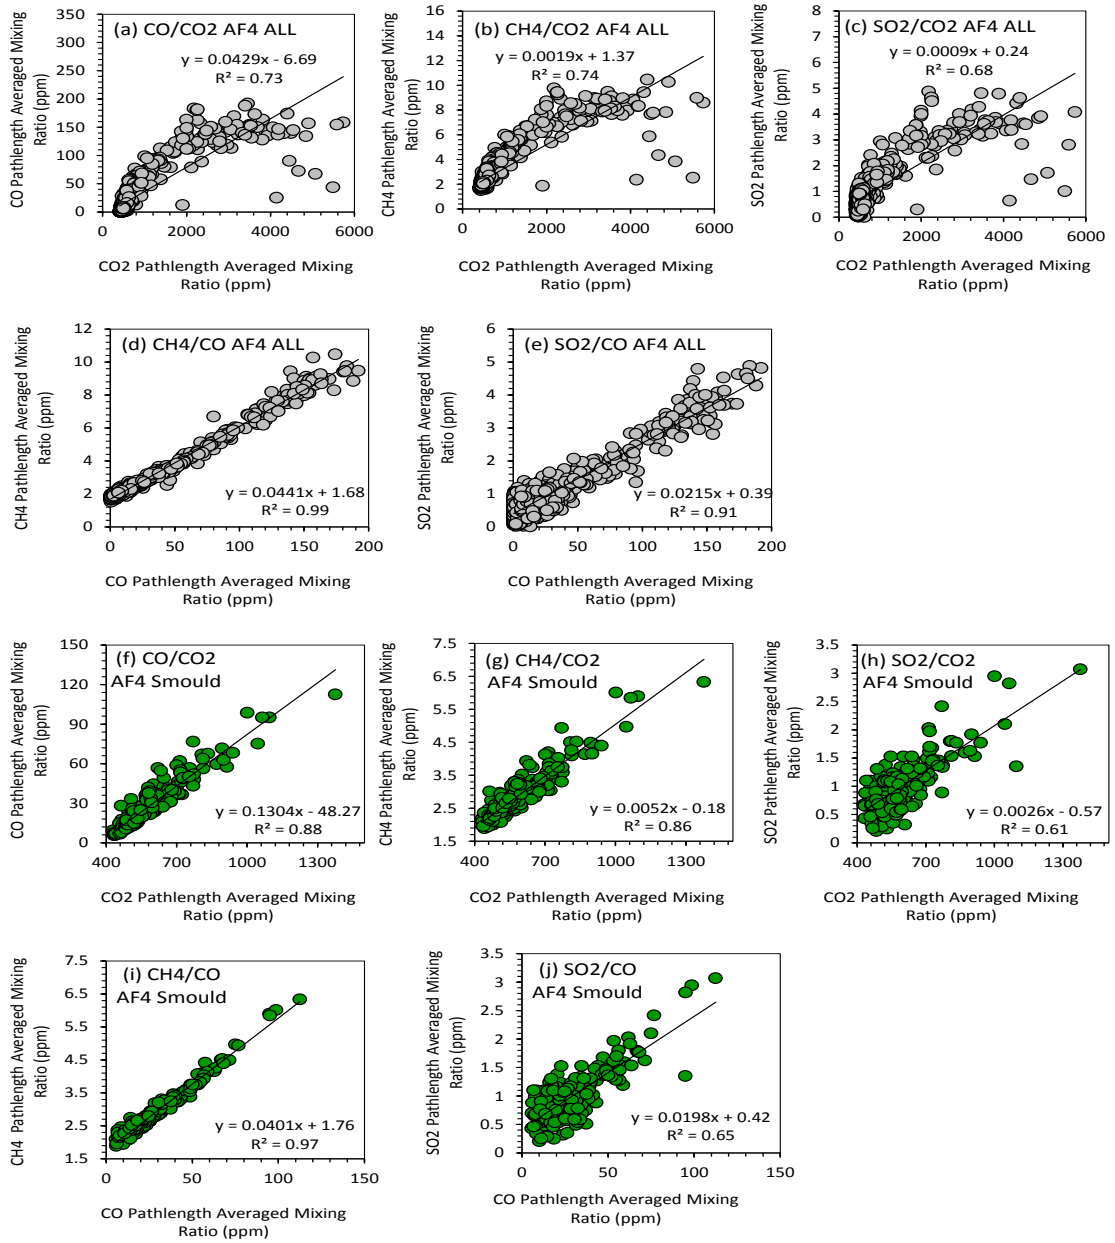 (a) CO/CO2 AF4 ALL
y = 0.0429x - 6.69
R² = 0.73
350
300
250
200
150
100
50
0
0 2000 4000 6000
CO Pathlength Averaged Mixing
Ratio (ppm)
CO2 Pathlength Averaged Mixing
Ratio (ppm)
(b) CH4/CO2 AF4 ALL
y = 0.0019x + 1.37
R² = 0.74
16
14
12
10
8
6
4
2
0
0 2000 4000 6000
CH4 Pathlength Averaged Mixing
Ratio (ppm)
CO2 Pathlength Averaged Mixing
Ratio (ppm)
(c) SO2/CO2 AF4 ALL
y = 0.0009x + 0.24
R² = 0.68
8
7
6
5
4
3
2
1
0
0 2000 4000 6000
SO2 Pathlength Averaged Mixing
Ratio (ppm)
CO2 Pathlength Averaged Mixing
Ratio (ppm)
(d) CH4/CO AF4 ALL
y = 0.0441x + 1.68
R² = 0.99
12
10
8
6
4
2
0
0 50 100 150 200
CH4 Pathlength Averaged Mixing
Ratio (ppm)
CO Pathlength Averaged Mixing
Ratio (ppm)
(e) SO2/CO AF4 ALL
y = 0.0215x + 0.39
R² = 0.91
6
5
4
3
2
1
0
0 50 100 150 200
SO2 Pathlength Averaged Mixing
Ratio (ppm)
CO Pathlength Averaged Mixing
Ratio (ppm)
(f) CO/CO2
AF4 Smould
y = 0.1304x - 48.27
R² = 0.88
150
120
90
60
30
0
400 700 1000 1300
CO Pathlength Averaged Mixing
Ratio (ppm)
CO2 Pathlength Averaged Mixing
Ratio (ppm)
(g) CH4/CO2
AF4 Smould
y = 0.0052x - 0.18
R² = 0.86
7.5
6.5
5.5
4.5
3.5
2.5
1.5
400 700 1000 1300
CH4 Pathlength Averaged Mixing
Ratio (ppm)
CO2 Pathlength Averaged Mixing
Ratio (ppm)
(h) SO2/CO2
AF4 Smould
y = 0.0026x - 0.57
R² = 0.61
3.5
3
2.5
2
1.5
1
0.5
0
400 700 1000 1300
SO2 Pathlength Averaged Mixing
Ratio (ppm)
CO2 Pathlength Averaged Mixing
Ratio (ppm)
(i) CH4/CO
AF4 Smould
y = 0.0401x + 1.76
R² = 0.97
7.5
6.5
5.5
4.5
3.5
2.5
1.5
0 50 100 150
CH4 Pathlength Averaged Mixing
Ratio (ppm)
CO Pathlength Averaged Mixing
Ratio (ppm)
(j) SO2/CO
AF4 Smould
y = 0.0198x + 0.42
R² = 0.65
3.5
3
2.5
2
1.5
1
0.5
0
0 50 100 150
SO2 Pathlength Averaged Mixing
Ratio (ppm)
CO Pathlength Averaged Mixing
Ratio (ppm)